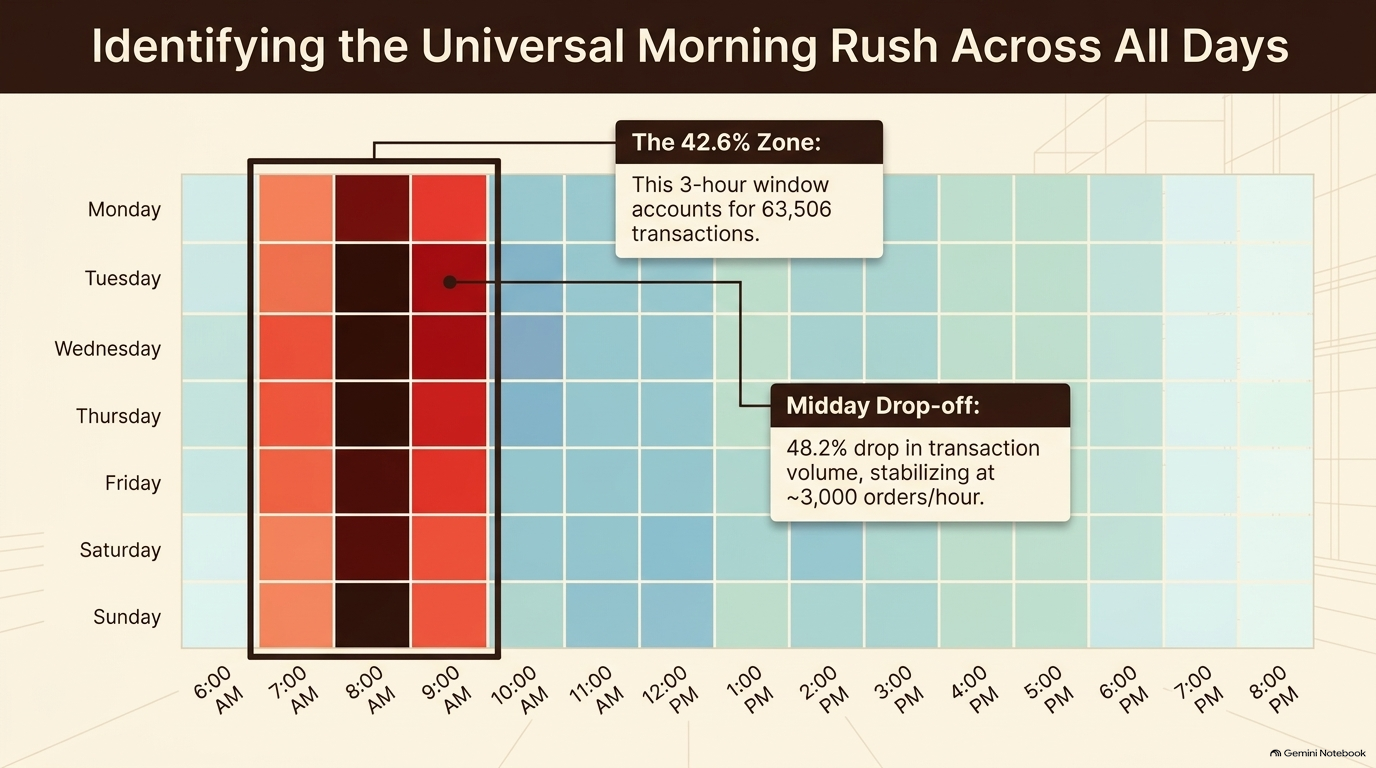 Identifying the Universal Morning Rush Across All Days
The 42.6% Zone:
This 3-hour window
accounts for 63,506
transactions.
Monday
Tuesday
Wednesday
Thursday
Friday
Saturday
Sunday
Midday Drop-off:
48.2% drop in transaction
volume, stabilizing at
~3,000 orders/hour.
6:00
AM
7:00
AM
8:00
AM
9:00
AM
10:00
AM
11:00
AM
12:00
PM
1:00
PM
2:00
PM
3:00
PM
4:00
PM
5:00
PM
6:00
PM
7:00
PM
8:00
PM
Gemini Notebook